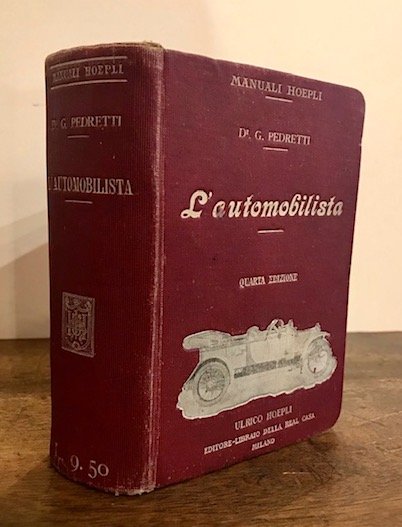 MANUALI HOEPLI
Dr. G. PEDRETTI
L'AUTOMOBILISTA
9.50
MANUALI HOEPLI
Dr. G. PEDRETTI
L'automobilista
QUARTA EDIZIONE
ULRICO HOEPLI
EDITORE-LIBRAIO DELLA REAL CASA
MILANO